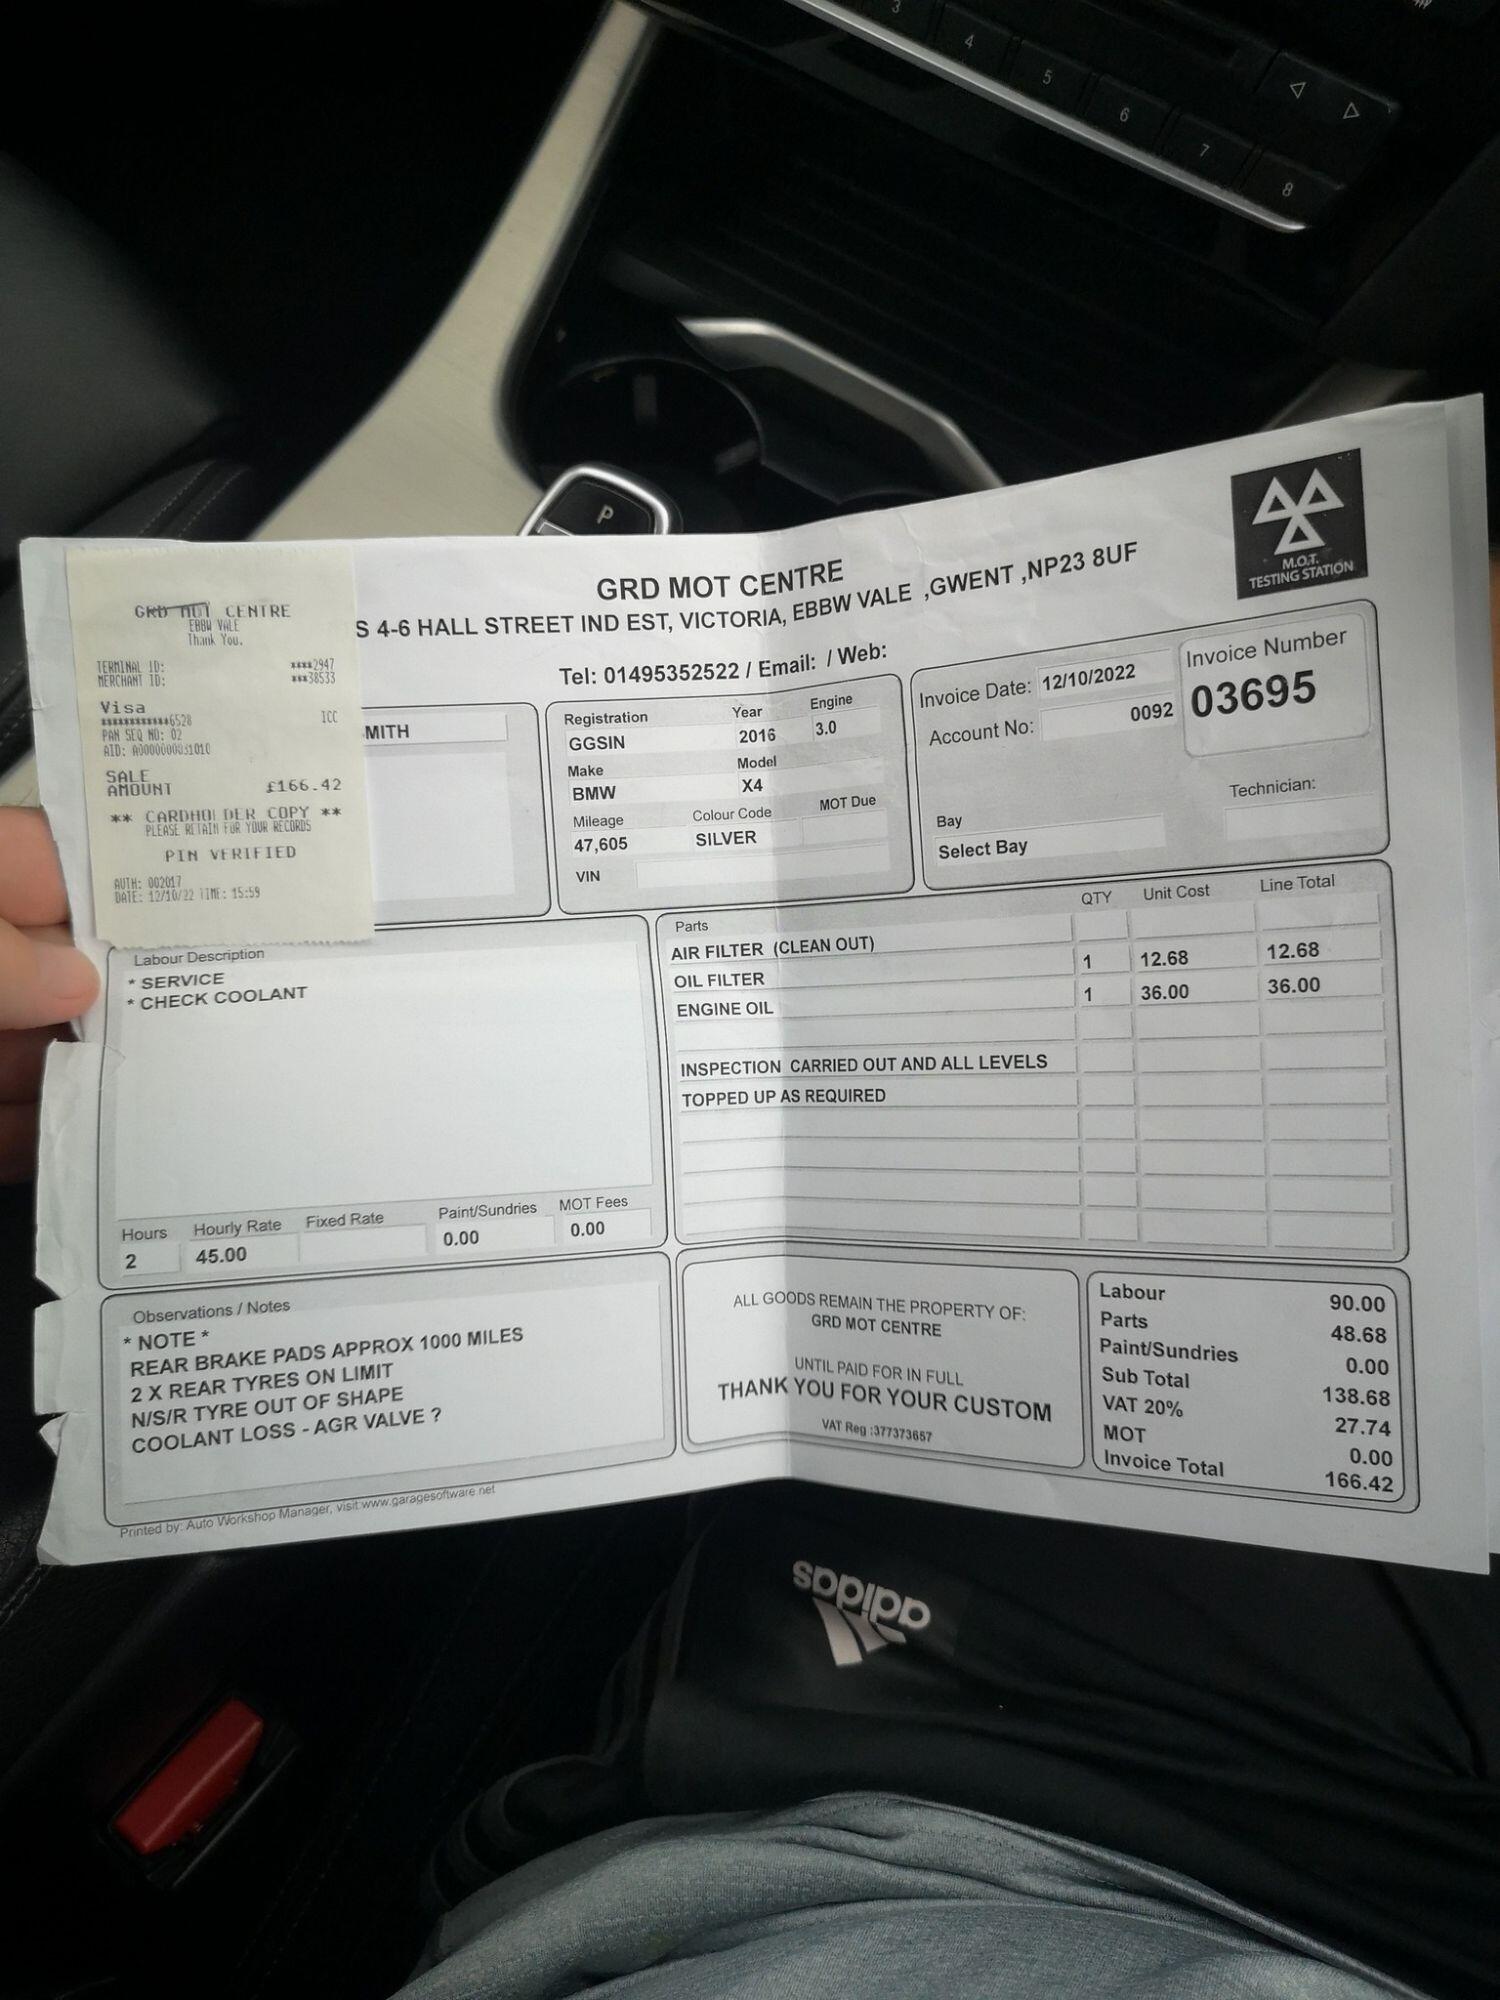 3
4
5
6
7
8
P
GRD MOT CENTRE
S 4-6 HALL STREET IND EST, VICTORIA, EBBW VALE ,GWENT ,NP23 8UF
Tel: 01495352522 / Email: / Web:
M.O.T.
TESTING STATION
GRD MOT CENTRE
EBBW VALE
Thank You.
TERMINAL ID: ****2947
MERCHANT ID: ***38533
Visa
************6528 ICC
PAN SEQ NO: 02
AID: A0000000031010
SALE
AMOUNT £166.42
** CARDHOLDER COPY **
PLEASE RETAIN FOR YOUR RECORDS
PIN VERIFIED
AUTH: 002017
DATE: 12/10/22 TIME: 15:59
MITH
Registration Year Engine
GGSIN 2016 3.0
Make Model
BMW X4
Mileage Colour Code MOT Due
47,605 SILVER
VIN
Invoice Date: 12/10/2022
Account No: 0092
Invoice Number
03695
Technician:
Bay
Select Bay
Labour Description
* SERVICE
* CHECK COOLANT
Hours Hourly Rate Fixed Rate Paint/Sundries MOT Fees
2 45.00 0.00 0.00
Parts QTY Unit Cost Line Total
AIR FILTER (CLEAN OUT)
OIL FILTER 1 12.68 12.68
ENGINE OIL 1 36.00 36.00
INSPECTION CARRIED OUT AND ALL LEVELS
TOPPED UP AS REQUIRED
Observations / Notes
* NOTE *
REAR BRAKE PADS APPROX 1000 MILES
2 X REAR TYRES ON LIMIT
N/S/R TYRE OUT OF SHAPE
COOLANT LOSS - AGR VALVE ?
ALL GOODS REMAIN THE PROPERTY OF:
GRD MOT CENTRE
UNTIL PAID FOR IN FULL
THANK YOU FOR YOUR CUSTOM
VAT Reg :377373657
Labour 90.00
Parts 48.68
Paint/Sundries 0.00
Sub Total 138.68
VAT 20% 27.74
MOT 0.00
Invoice Total 166.42
Printed by: Auto Workshop Manager, visit:www.garagesoftware.net
adidas